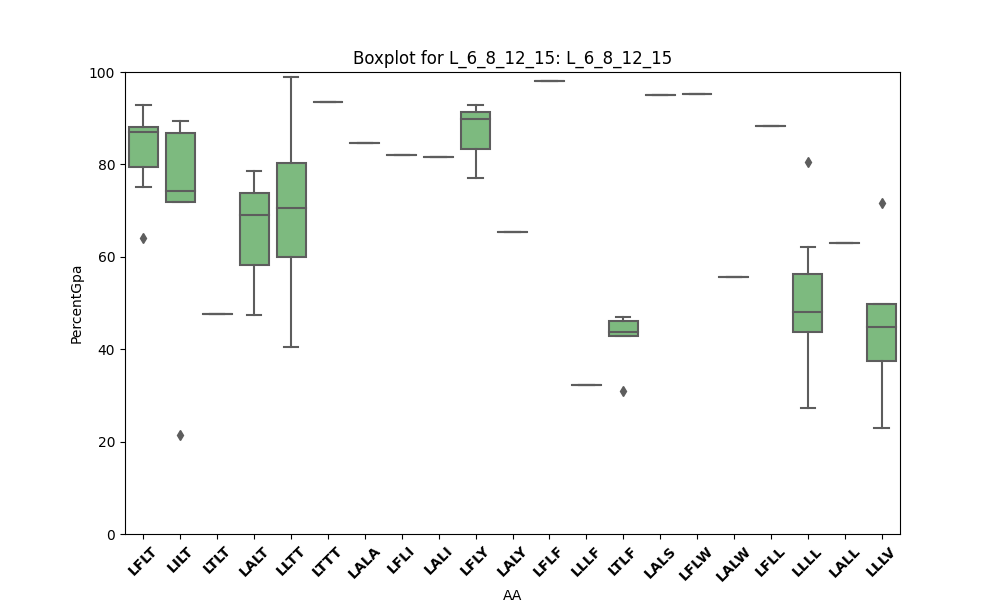 Boxplot for L_6_8_12_15: L_6_8_12_15
100
80
60
40
20
0
PercentGpa
LFLT LILT LTLT LALT LLTT LTTT LALA LFLI LALI LFLY LALY LFLF LLLF LTLF LALS LFLW LALW LFLL LLLL LALL LLLV
AA